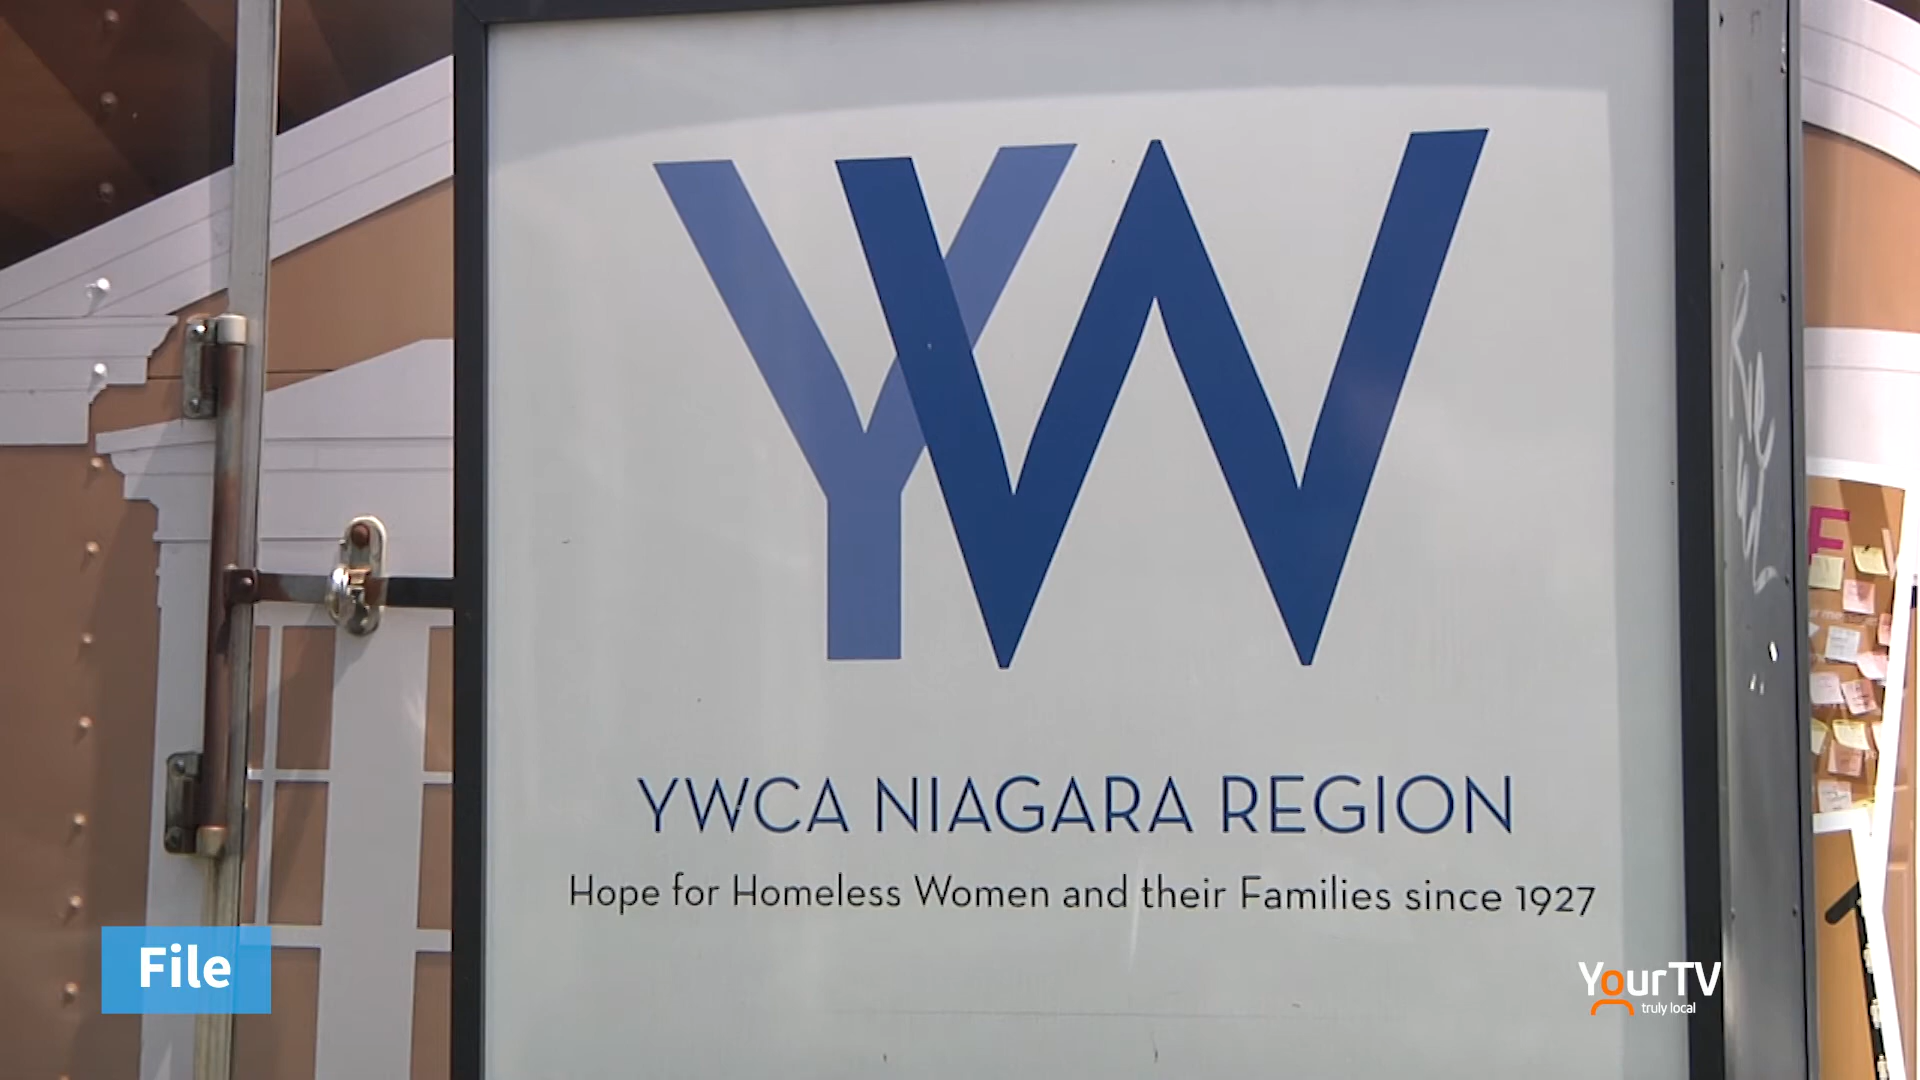 YW
YWCA NIAGARA REGION
Hope for Homeless Women and their Families since 1927
F
File
YourTV
truly local